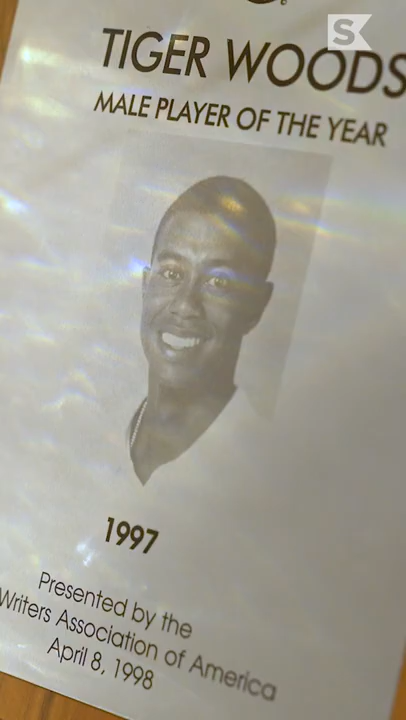 S
TIGER WOODS
MALE PLAYER OF THE YEAR
1997
Presented by the
Writers Association of America
April 8, 1998